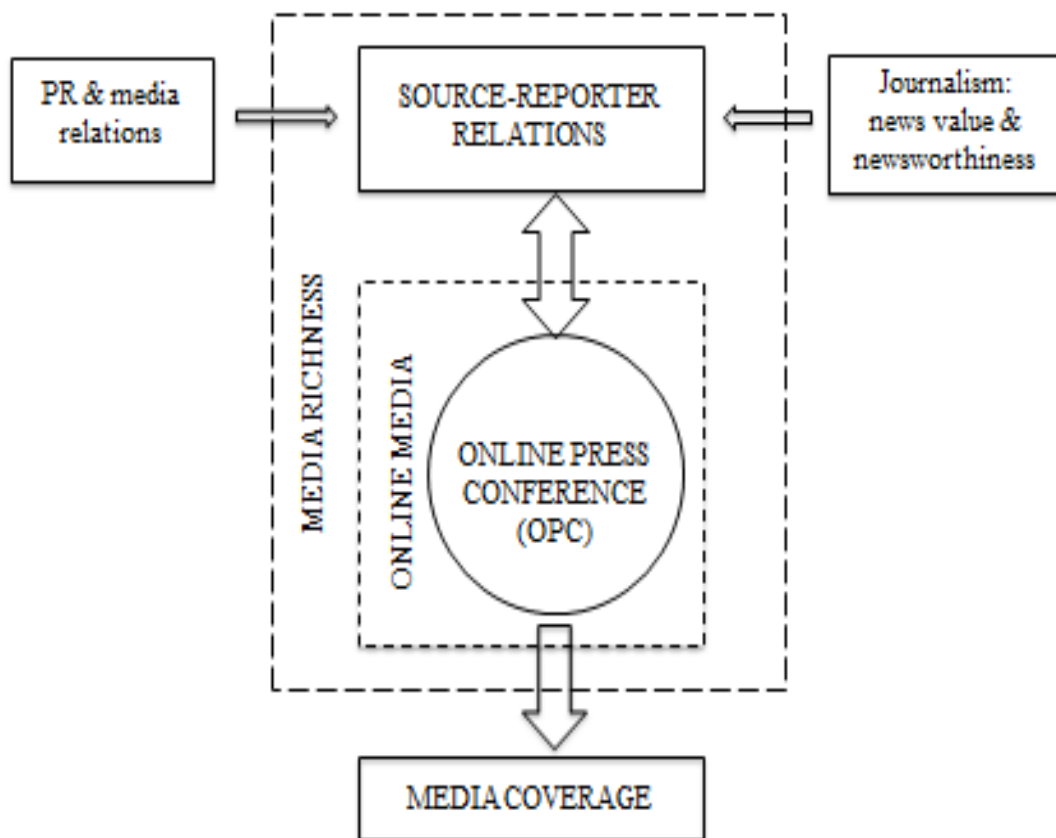 PR & media
relations
SOURCE-REPORTER
RELATIONS
Journalism:
news value &
newsworthiness
MEDIA RICHNESS
ONLINE MEDIA
ONLINE PRESS
CONFERENCE
(OPC)
MEDIA COVERAGE